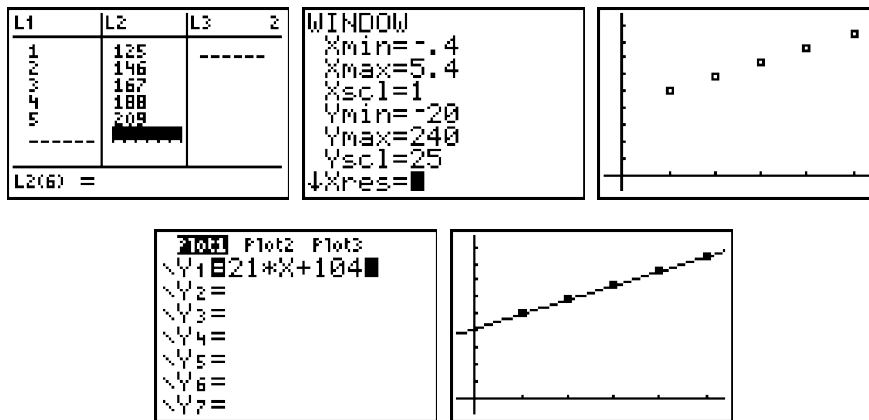 L1 L2 L3 2
1 125 ------
2 146
3 167
4 188
5 209
------
L2(6) =
WINDOW
Xmin=-.4
Xmax=5.4
Xscl=1
Ymin=-20
Ymax=240
Yscl=25
↓Xres=
Plot1 Plot2 Plot3
\Y1=21*X+104
\Y2=
\Y3=
\Y4=
\Y5=
\Y6=
\Y7=